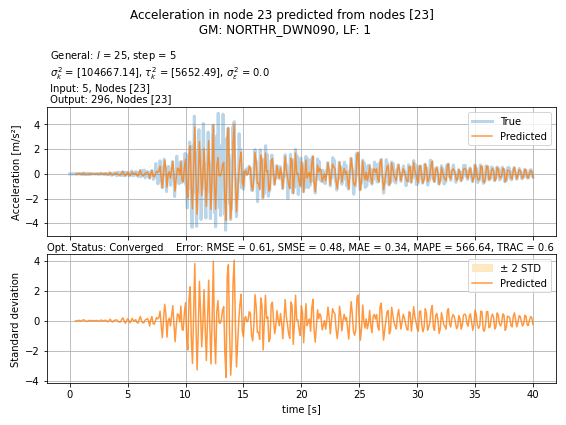 Acceleration in node 23 predicted from nodes [23]
GM: NORTHR_DWN090, LF: 1
General: l = 25, step = 5
σ²ₖ = [104667.14], τ²ₖ = [5652.49], σ²ε = 0.0
Input: 5, Nodes [23]
Output: 296, Nodes [23]
Acceleration [m/s²]
4
2
0
−2
−4
True
Predicted
Opt. Status: Converged Error: RMSE = 0.61, SMSE = 0.48, MAE = 0.34, MAPE = 566.64, TRAC = 0.6
Standard deviation
4
2
0
−2
−4
± 2 STD
Predicted
0 5 10 15 20 25 30 35 40
time [s]